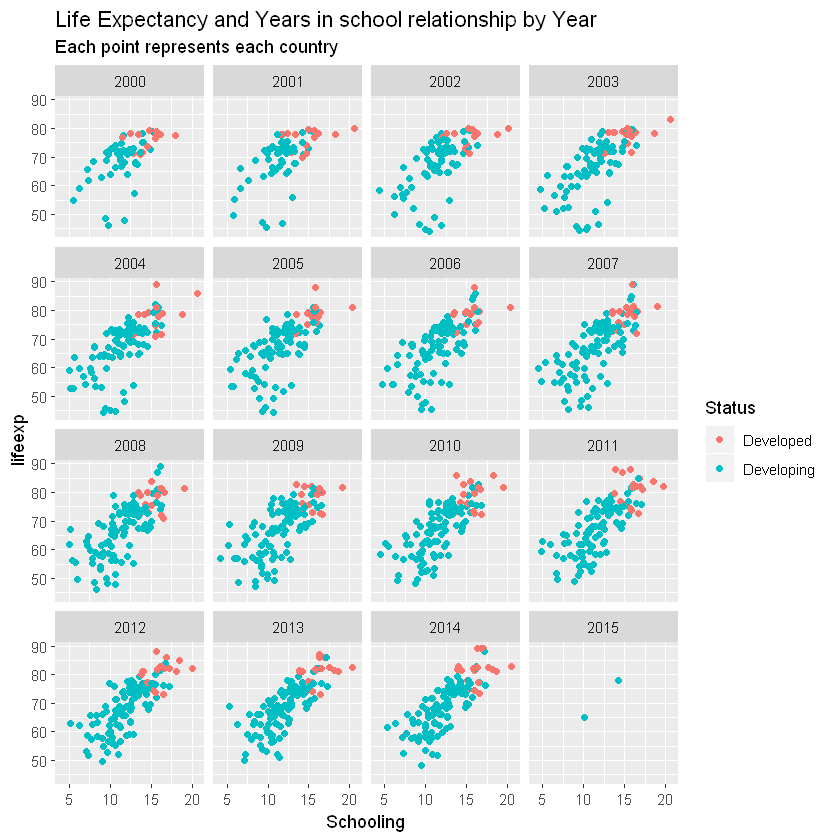 Life Expectancy and Years in school relationship by Year
Each point represents each country
2000 2001 2002 2003
90
80
70
60
50
2004 2005 2006 2007
90
80
70
60
50
lifeexp
Status
Developed
Developing
2008 2009 2010 2011
90
80
70
60
50
2012 2013 2014 2015
90
80
70
60
50
5 10 15 20 5 10 15 20 5 10 15 20 5 10 15 20
Schooling